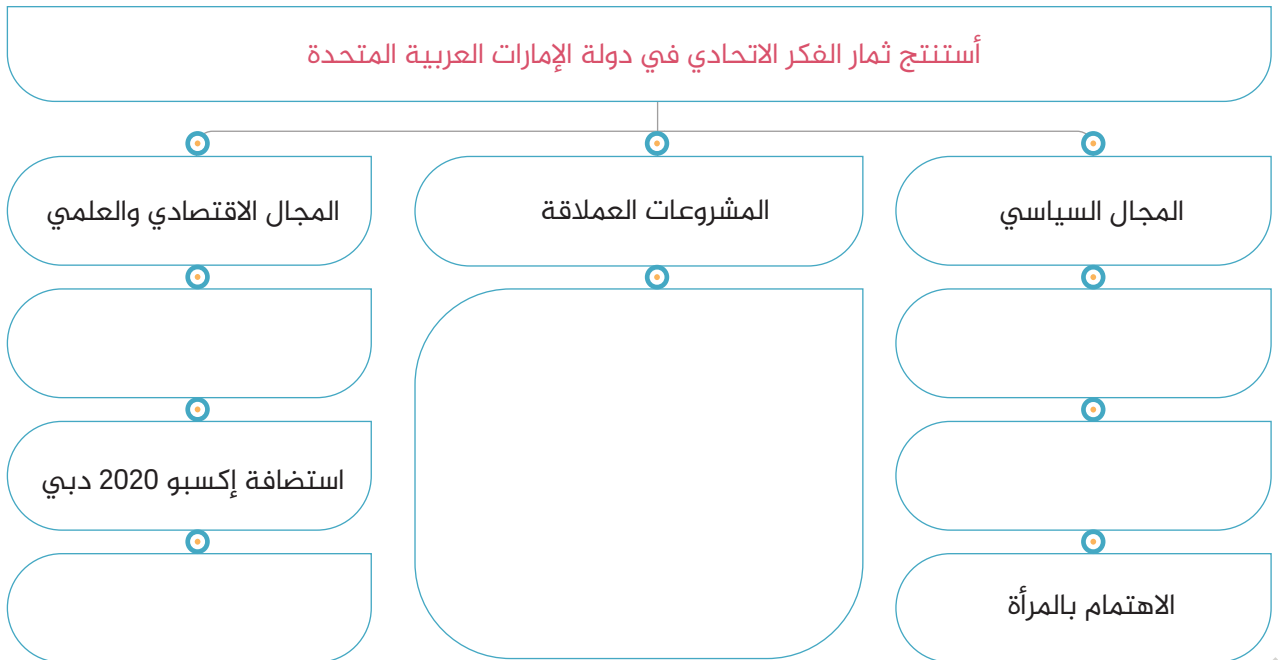 أستنتج ثمار الفكر الاتحادي في دولة الإمارات العربية المتحدة
المجال السياسي
المشروعات العملاقة
المجال الاقتصادي والعلمي
استضافة إكسبو 2020 دبي
الاهتمام بالمرأة